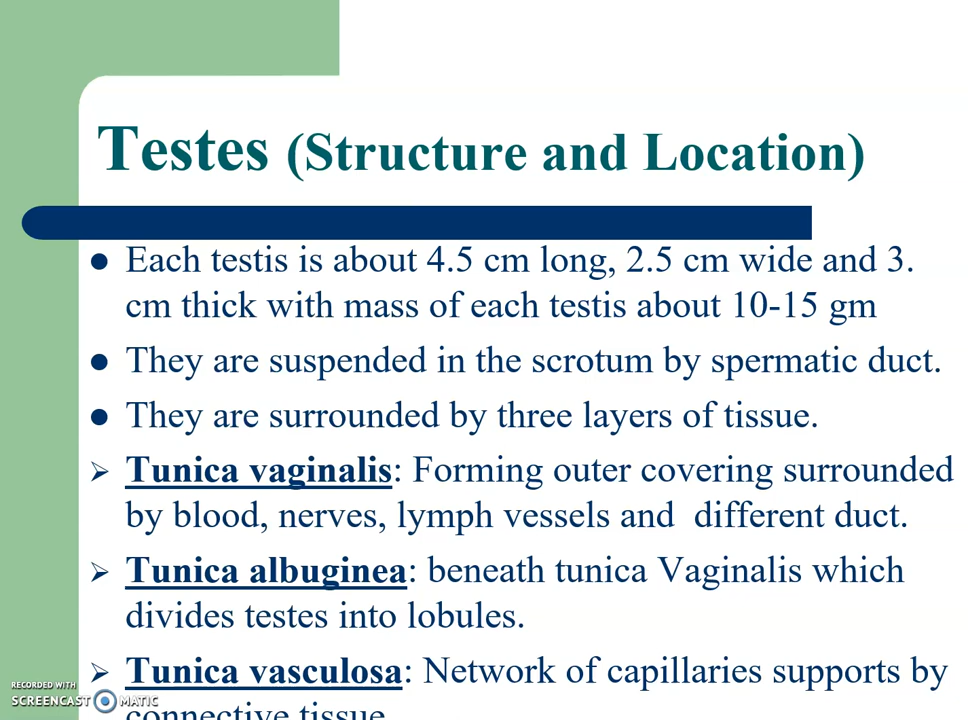 Testes (Structure and Location)
● Each testis is about 4.5 cm long, 2.5 cm wide and 3.
cm thick with mass of each testis about 10-15 gm
● They are suspended in the scrotum by spermatic duct.
● They are surrounded by three layers of tissue.
➢ Tunica vaginalis: Forming outer covering surrounded
by blood, nerves, lymph vessels and different duct.
➢ Tunica albuginea: beneath tunica Vaginalis which
divides testes into lobules.
➢ Tunica vasculosa: Network of capillaries supports by
connective tissue
RECORDED WITH
SCREENCAST MATIC